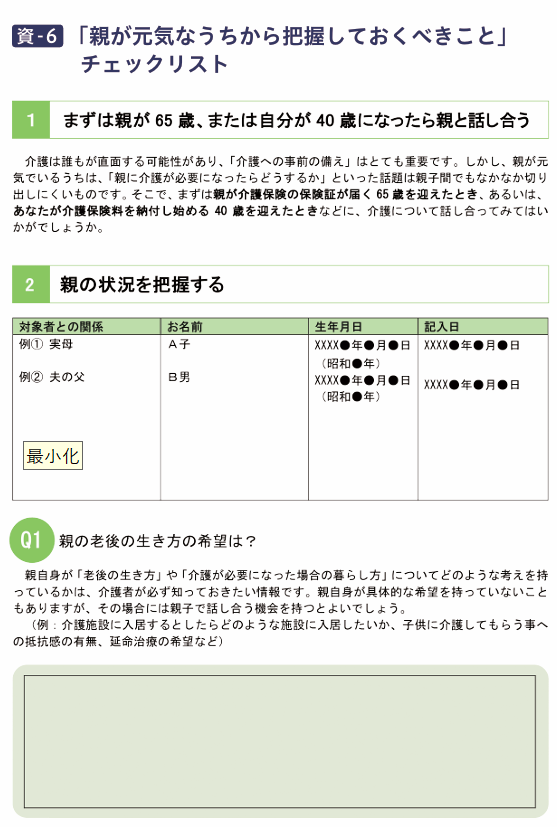 資-6 「親が元気なうちから把握しておくべきこと」
チェックリスト
1 まずは親が 65 歳、または自分が 40 歳になったら親と話し合う
介護は誰もが直面する可能性があり、「介護への事前の備え」はとても重要です。しかし、親が元
気でいるうちは、「親に介護が必要になったらどうするか」といった話題は親子間でもなかなか切り
出しにくいものです。そこで、まずは親が介護保険の保険証が届く 65 歳を迎えたとき、あるいは、
あなたが介護保険料を納付し始める 40 歳を迎えたときなどに、介護について話し合ってみてはい
かがでしょうか。
2 親の状況を把握する
対象者との関係 お名前 生年月日 記入日
例① 実母 A子 XXXX●年●月●日 XXXX●年●月●日
（昭和●年）
例② 夫の父 B男 XXXX●年●月●日 XXXX●年●月●日
（昭和●年）
最小化
Q1 親の老後の生き方の希望は？
親自身が「老後の生き方」や「介護が必要になった場合の暮らし方」についてどのような考えを持
っているかは、介護者が必ず知っておきたい情報です。親自身が具体的な希望を持っていないこと
もありますが、その場合には親子で話し合う機会を持つとよいでしょう。
（例：介護施設に入居するとしたらどのような施設に入居したいか、子供に介護してもらう事へ
の抵抗感の有無、延命治療の希望など）